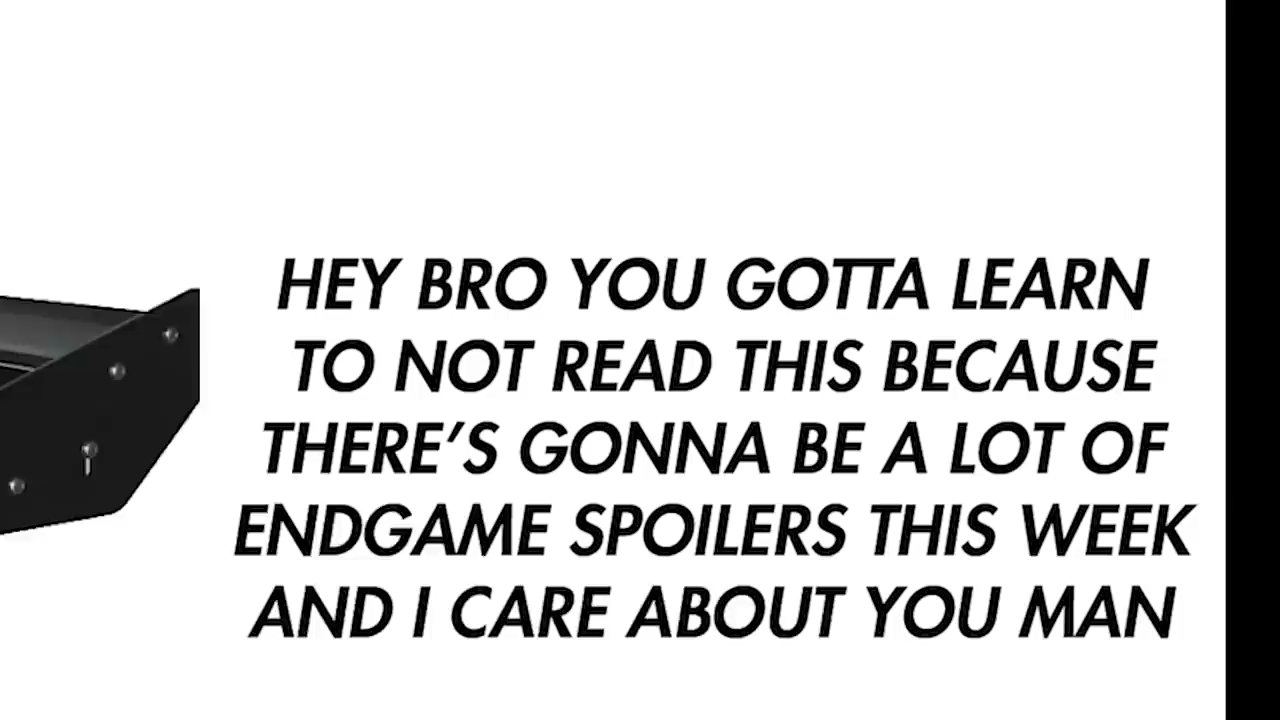 HEY BRO YOU GOTTA LEARN
TO NOT READ THIS BECAUSE
THERE’S GONNA BE A LOT OF
ENDGAME SPOILERS THIS WEEK
AND I CARE ABOUT YOU MAN